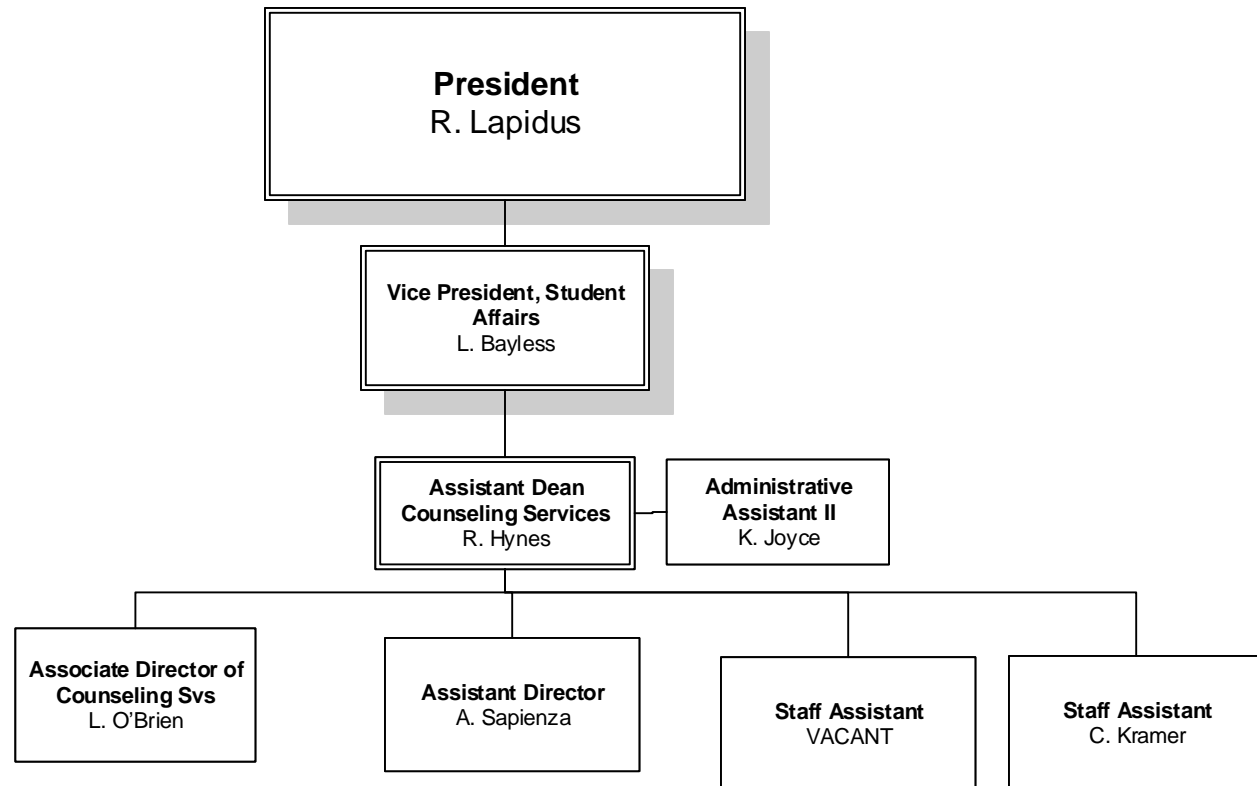 President
R. Lapidus
Vice President, Student
Affairs
L. Bayless
Assistant Dean
Counseling Services
R. Hynes
Administrative
Assistant II
K. Joyce
Associate Director of
Counseling Svs
L. O’Brien
Assistant Director
A. Sapienza
Staff Assistant
VACANT
Staff Assistant
C. Kramer